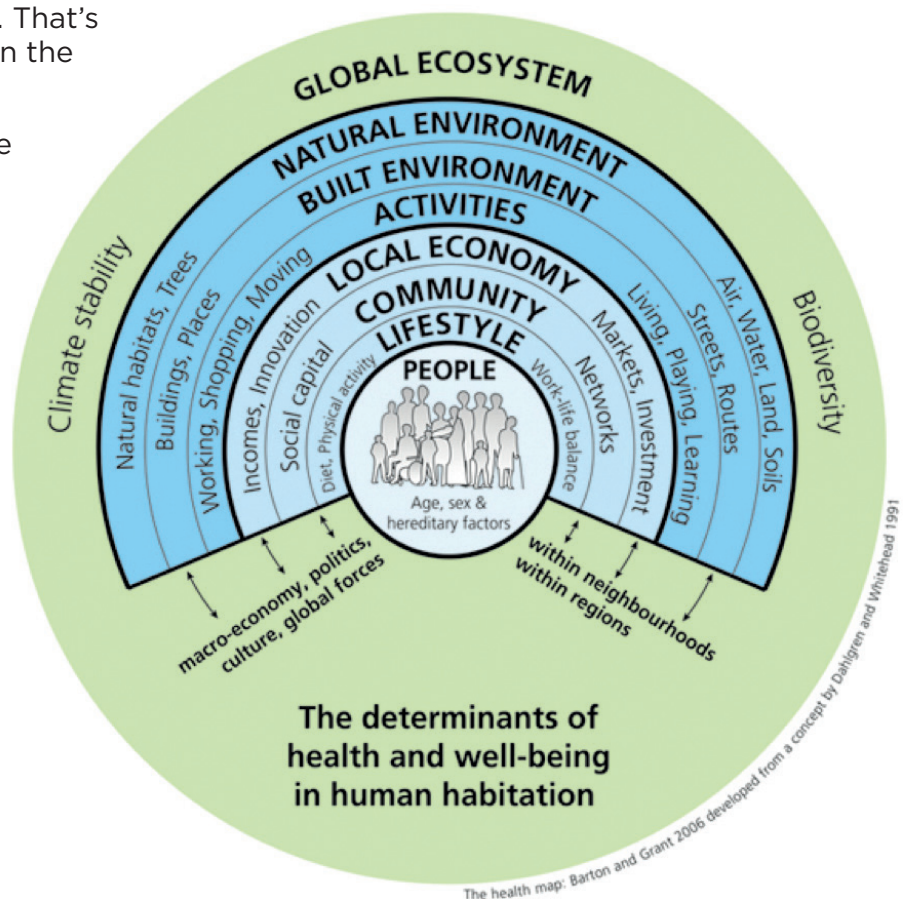 . That's
n the
e
GLOBAL ECOSYSTEM
NATURAL ENVIRONMENT
BUILT ENVIRONMENT
ACTIVITIES
LOCAL ECONOMY
COMMUNITY
LIFESTYLE
PEOPLE
Age, sex &
hereditary factors
Climate stability
Natural habitats, Trees
Buildings, Places
Working, Shopping, Moving
Incomes, Innovation
Social capital
Diet, Physical activity
Work-life balance
Networks
Markets, Investment
Living, Playing, Learning
Streets, Routes
Air, Water, Land, Soils
Biodiversity
macro-economy, politics,
culture, global forces
within neighbourhoods
within regions
The determinants of
health and well-being
in human habitation
The health map: Barton and Grant 2006 developed from a concept by Dahlgren and Whitehead 1991